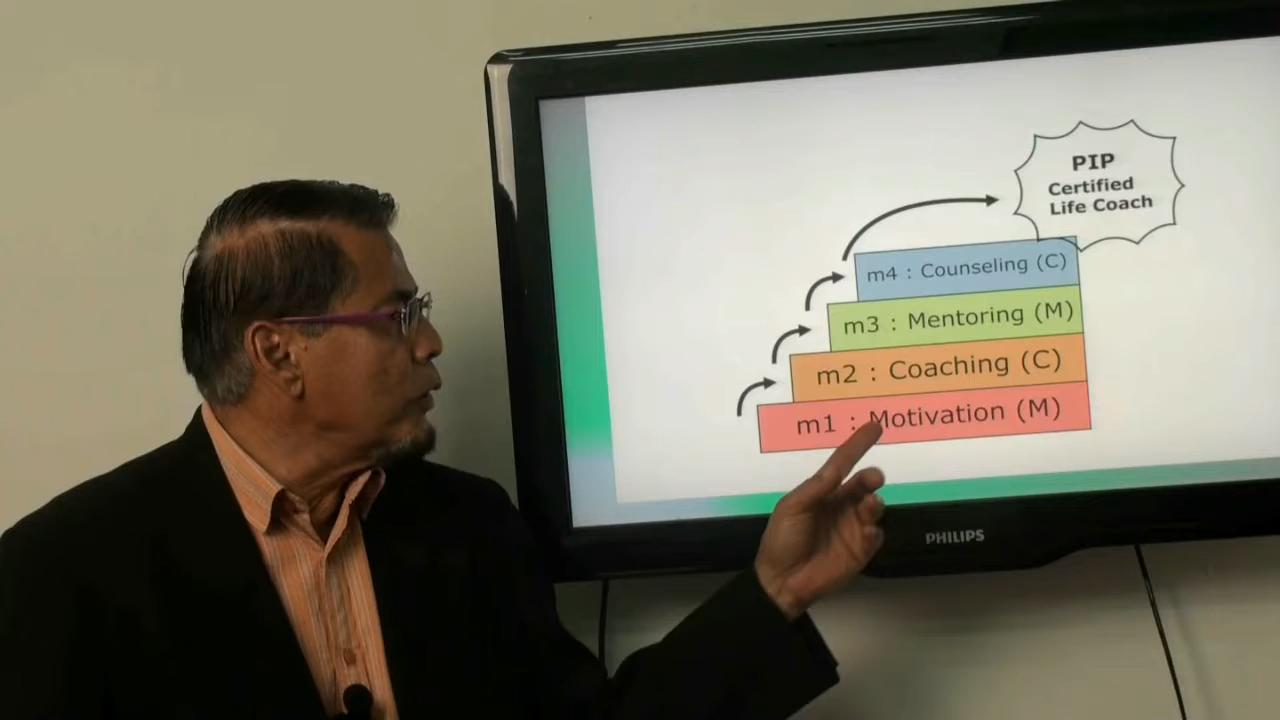 PIP
Certified
Life Coach
m4 : Counseling (C)
m3 : Mentoring (M)
m2 : Coaching (C)
m1 : Motivation (M)
PHILIPS